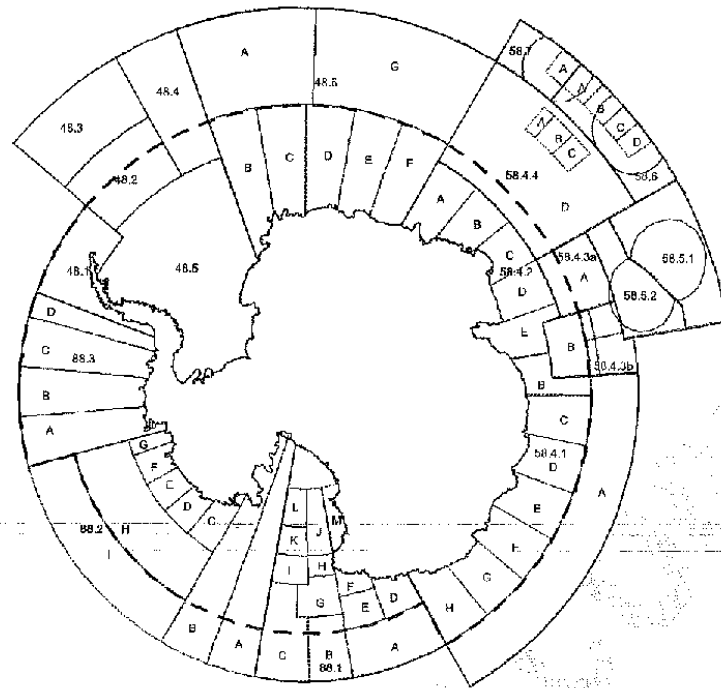 A
G
58.7
48.4
48.6
A
48.3
B
C
D
48.2
B
C
D
E
F
B
C
58.4.4
58.6
A
B
D
C
58.4.3a
48.1
48.5
58.4.2
A
58.5.1
D
58.5.2
D
E
C
88.3
B
58.4.3b
B
B
A
C
G
58.4.1
D
F
E
A
L
E
D
M
C
88.2
H
K
J
F
I
I
H
G
F
D
G
E
H
B
A
C
B
A
88.1